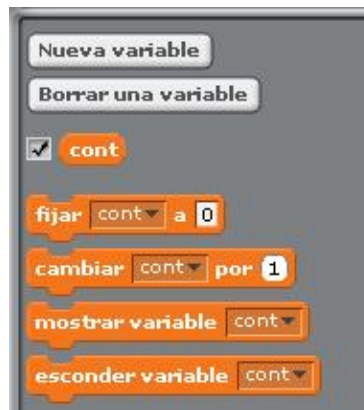 Nueva variable
Borrar una variable
cont
fijar cont a 0
cambiar cont por 1
mostrar variable cont
esconder variable cont